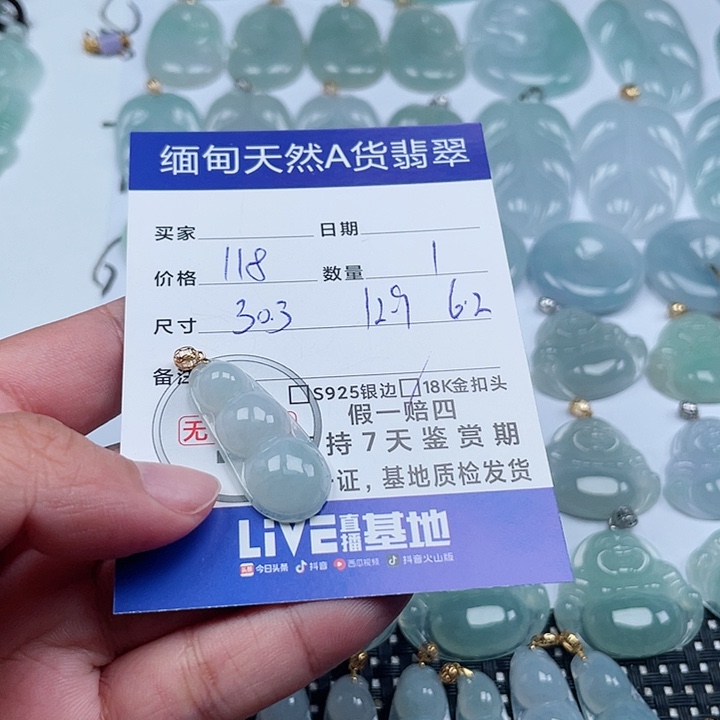 缅甸天然A货翡翠
买家 日期
价格 118 数量 1
尺寸 30.3 12.9 6.2
备
S925银边 18K金扣头
假一赔四
无 持7天鉴赏期
证，基地质检发货
LiVE直播基地
头条 今日头条 抖音 西瓜视频 抖音火山版